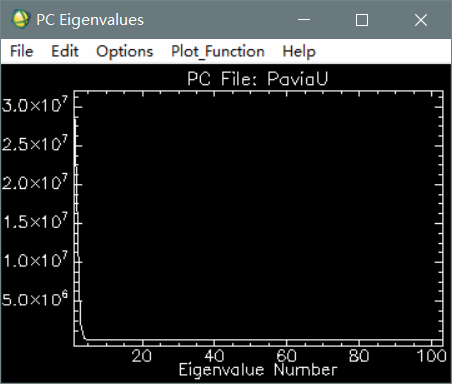 PC Eigenvalues
File Edit Options Plot_Function Help
PC File: PaviaU
3.0×10⁷
2.5×10⁷
2.0×10⁷
1.5×10⁷
1.0×10⁷
5.0×10⁶
20 40 60 80 100
Eigenvalue Number